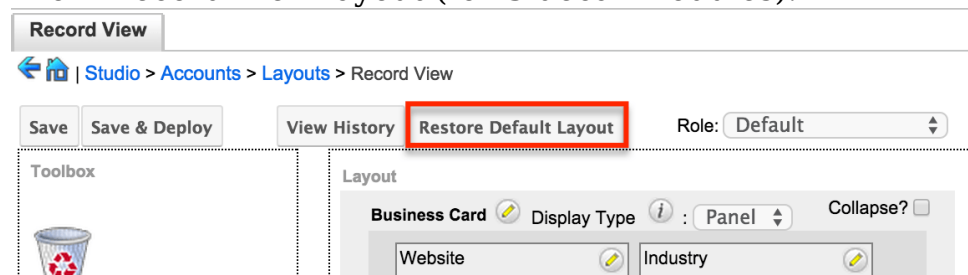 Record View
| Studio > Accounts > Layouts > Record View
Save Save & Deploy View History Restore Default Layout Role: Default
Toolbox
Layout
Business Card Display Type i : Panel Collapse?
Website Industry